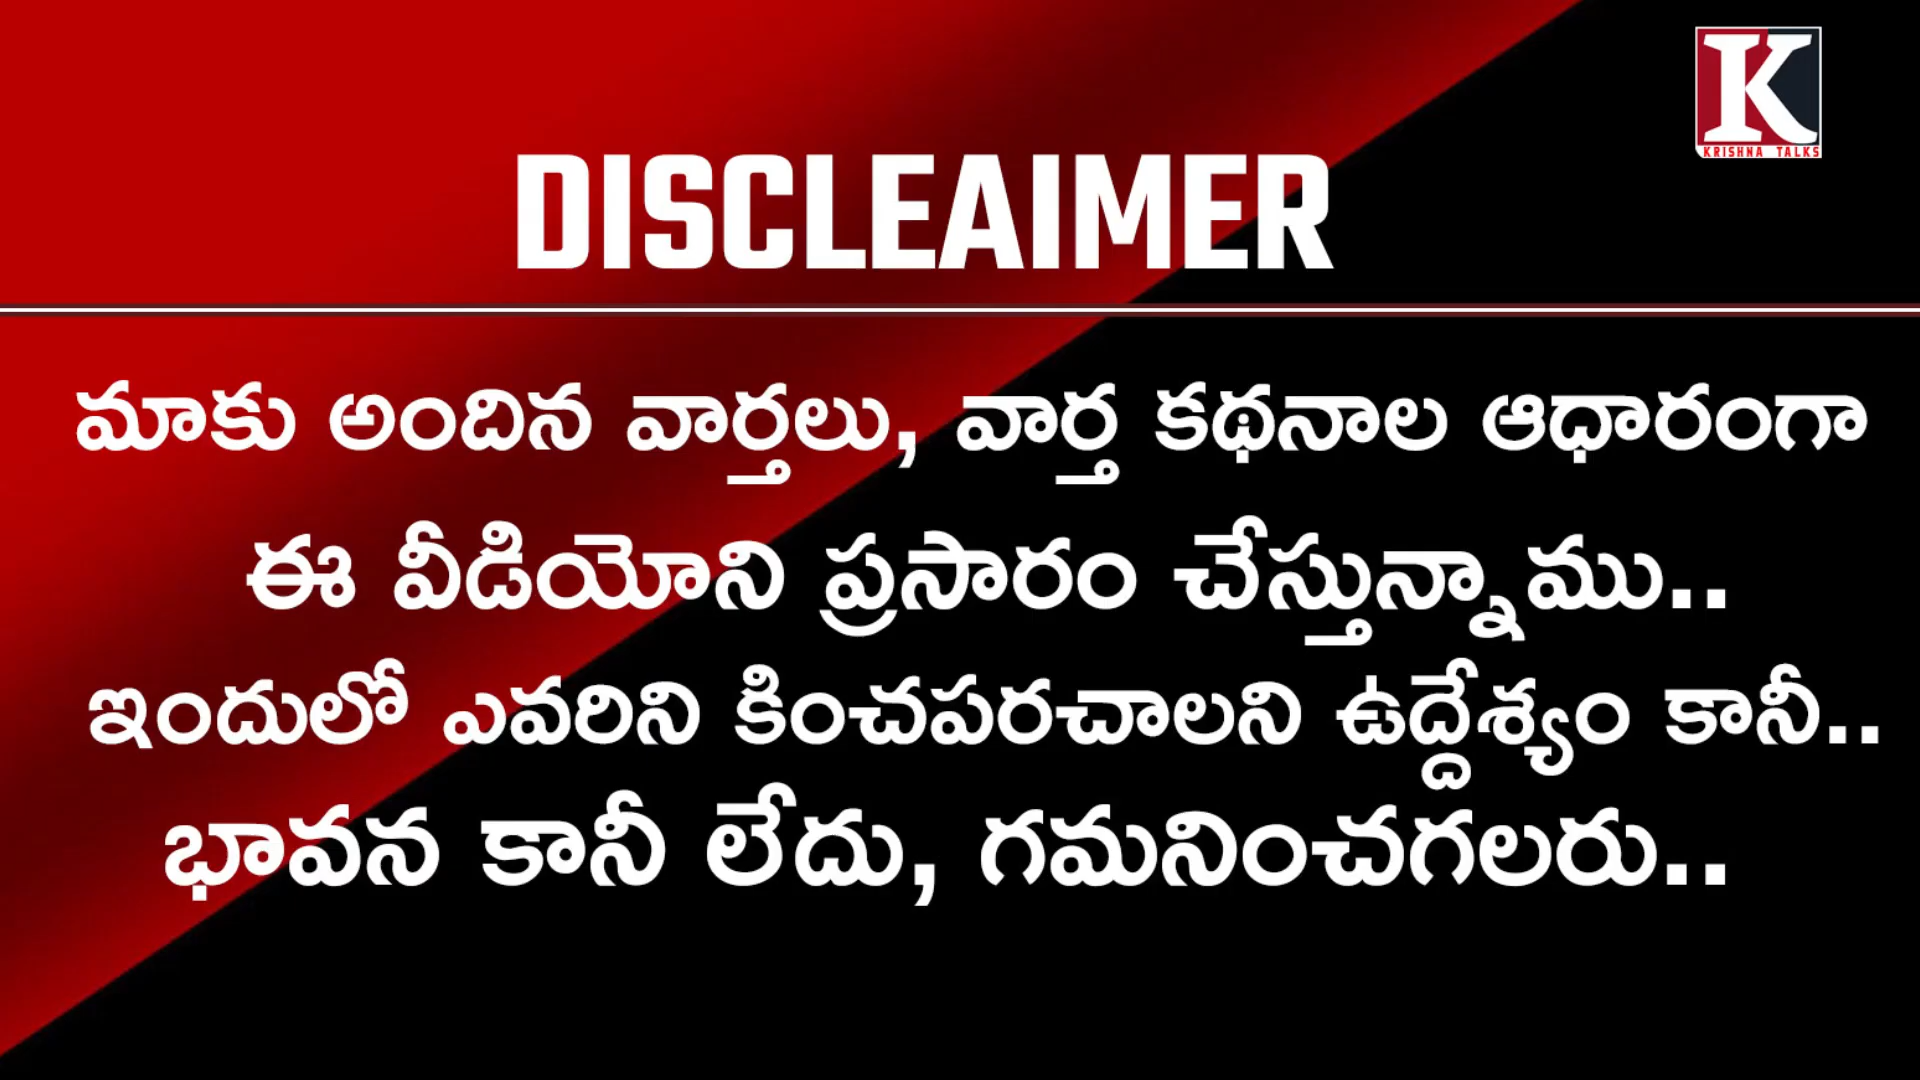 K
KRISHNA TALKS
DISCLEAIMER
మాకు అందిన వార్తలు, వార్త కథనాల ఆధారంగా
ఈ వీడియోని ప్రసారం చేస్తున్నాము..
ఇందులో ఎవరిని కించపరచాలని ఉద్దేశ్యం కానీ..
భావన కానీ లేదు, గమనించగలరు..